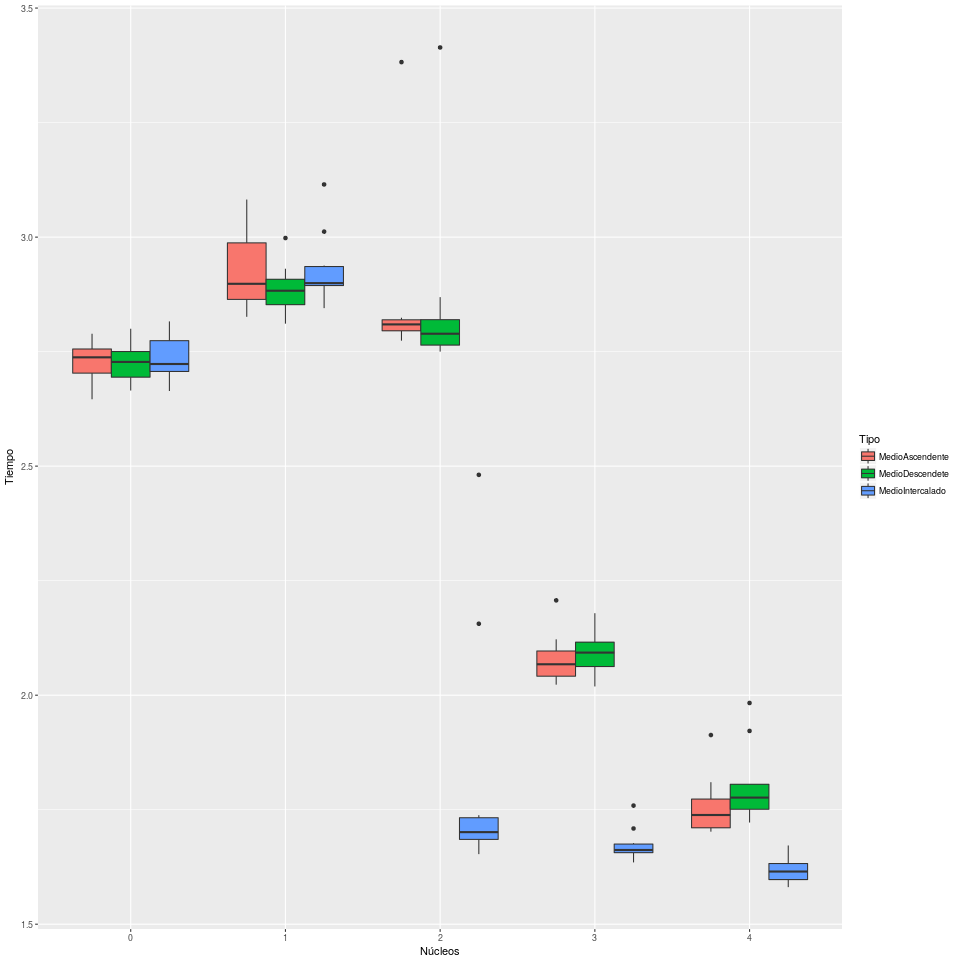 3.5
3.0
2.5
2.0
1.5
Tiempo
0 1 2 3 4
Núcleos
Tipo
MedioAscendente
MedioDescendete
MedioIntercalado